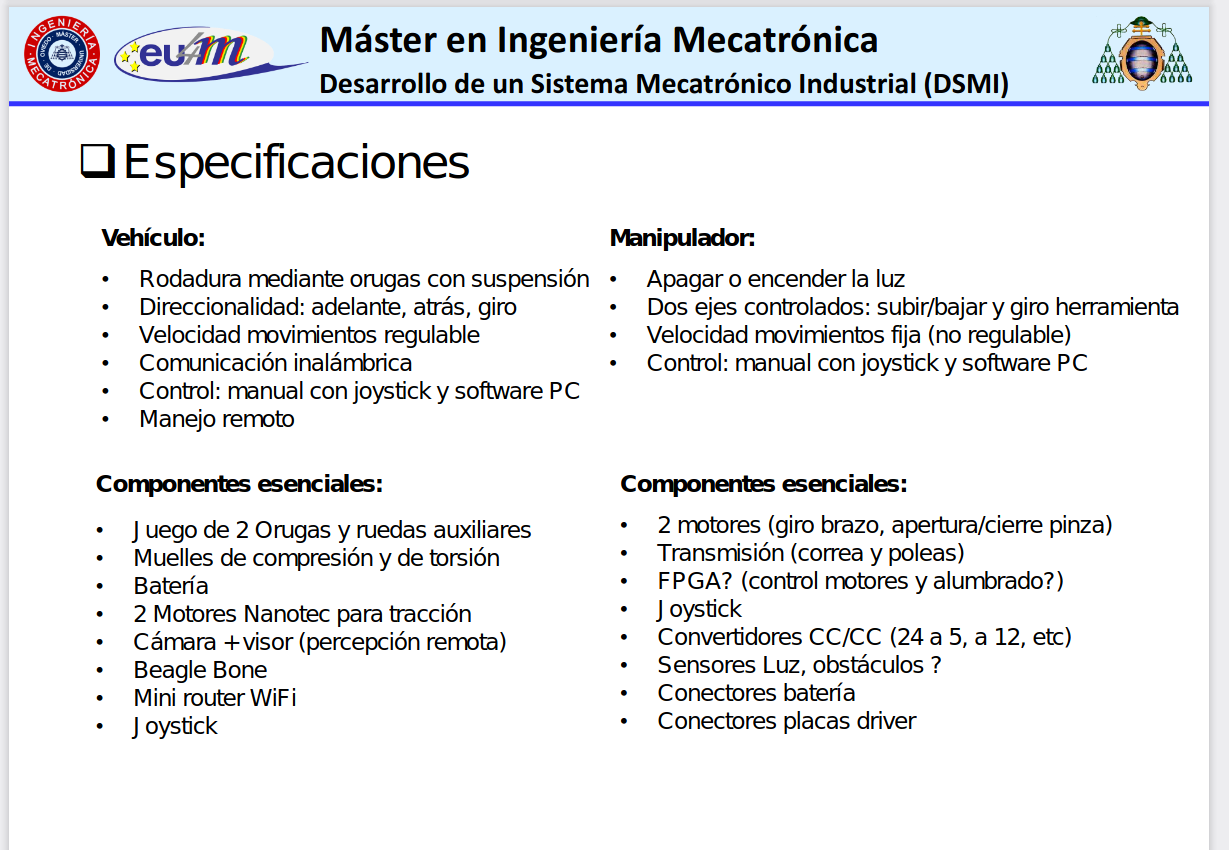 INGENIERÍA
MECATRÓNICA
MÁSTER
UNIVERSIDAD DE OVIEDO
eu4m
Máster en Ingeniería Mecatrónica
Desarrollo de un Sistema Mecatrónico Industrial (DSMI)
Especificaciones
Vehículo:
• Rodadura mediante orugas con suspensión
• Direccionalidad: adelante, atrás, giro
• Velocidad movimientos regulable
• Comunicación inalámbrica
• Control: manual con joystick y software PC
• Manejo remoto
Manipulador:
• Apagar o encender la luz
• Dos ejes controlados: subir/bajar y giro herramienta
• Velocidad movimientos fija (no regulable)
• Control: manual con joystick y software PC
Componentes esenciales:
• Juego de 2 Orugas y ruedas auxiliares
• Muelles de compresión y de torsión
• Batería
• 2 Motores Nanotec para tracción
• Cámara + visor (percepción remota)
• Beagle Bone
• Mini router WiFi
• Joystick
Componentes esenciales:
• 2 motores (giro brazo, apertura/cierre pinza)
• Transmisión (correa y poleas)
• FPGA? (control motores y alumbrado?)
• Joystick
• Convertidores CC/CC (24 a 5, a 12, etc)
• Sensores Luz, obstáculos ?
• Conectores batería
• Conectores placas driver